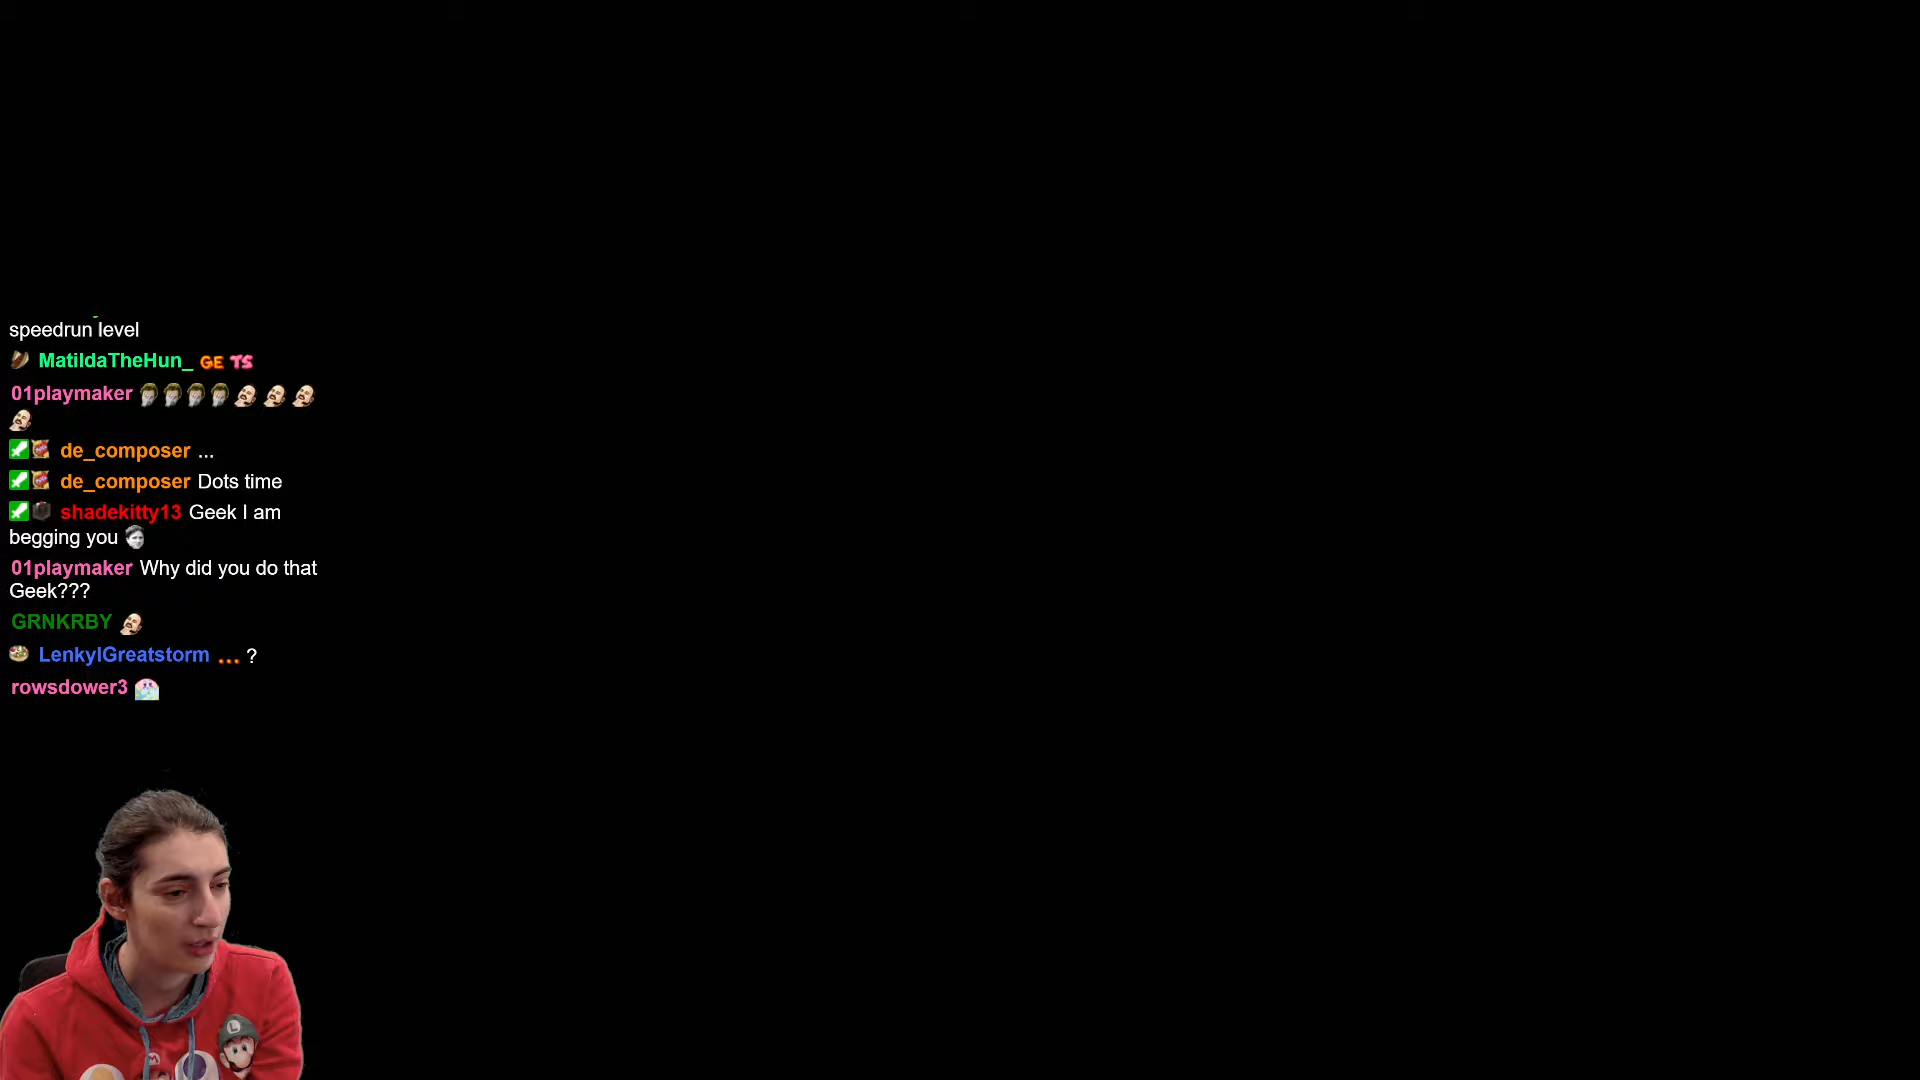 speedrun level
MatildaTheHun_ GE TS
01playmaker
de_composer ...
de_composer Dots time
shadekitty13 Geek I am
begging you
01playmaker Why did you do that
Geek???
GRNKRBY
LenkylGreatstorm ... ?
rowsdower3
L
M